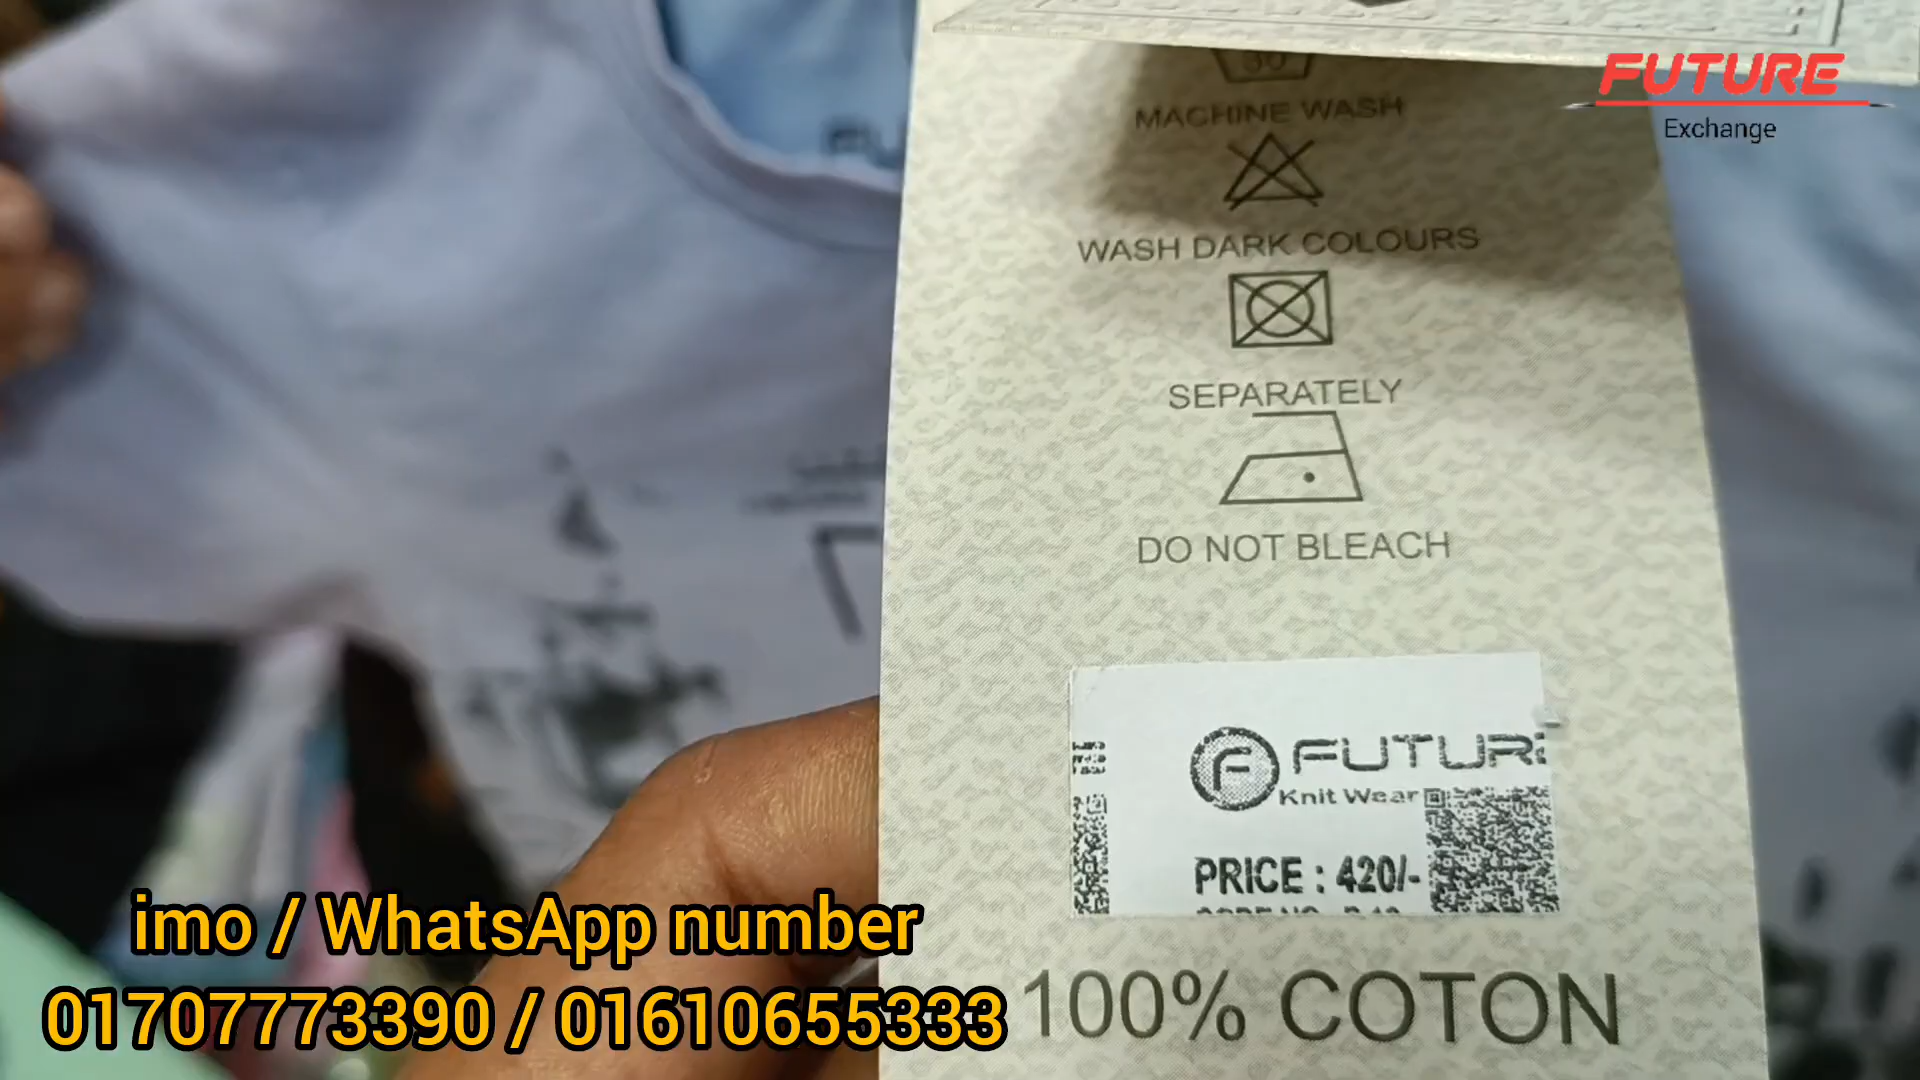 FUTURE
Exchange
30
MACHINE WASH
WASH DARK COLOURS
SEPARATELY
DO NOT BLEACH
FUTUR
Knit Wear
PRICE : 420/-
100% COTON
imo / WhatsApp number
01707773390 / 01610655333